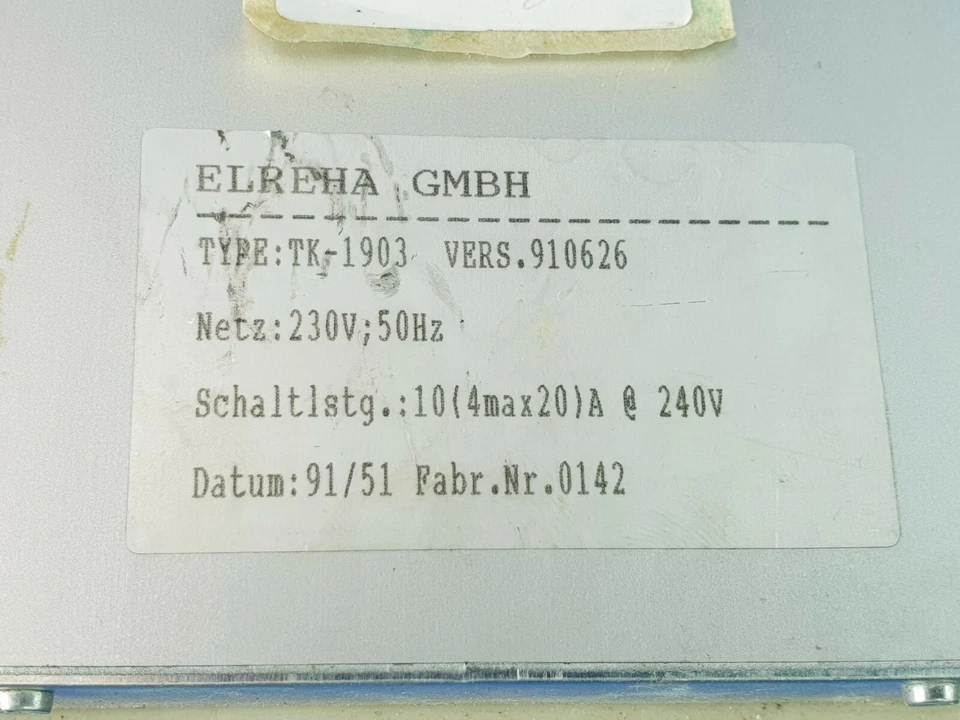 ELREHA GMBH
TYPE:TK-1903 VERS.910626
Netz:230V;50Hz
Schaltlstg.:10(4max20)A @ 240V
Datum:91/51 Fabr.Nr.0142